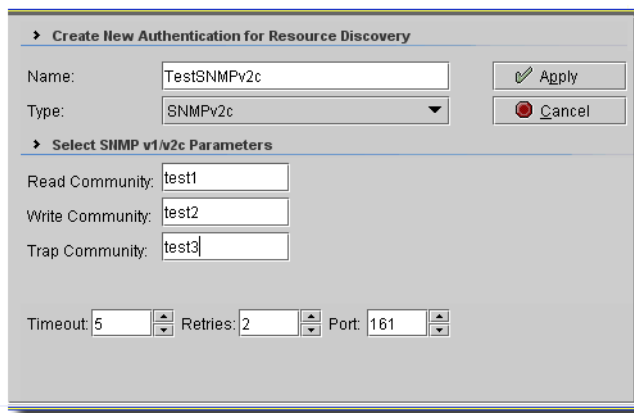 Create New Authentication for Resource Discovery
Name: TestSNMPv2c Apply
Type: SNMPv2c Cancel
Select SNMP v1/v2c Parameters
Read Community: test1
Write Community: test2
Trap Community: test3
Timeout: 5 Retries: 2 Port: 161